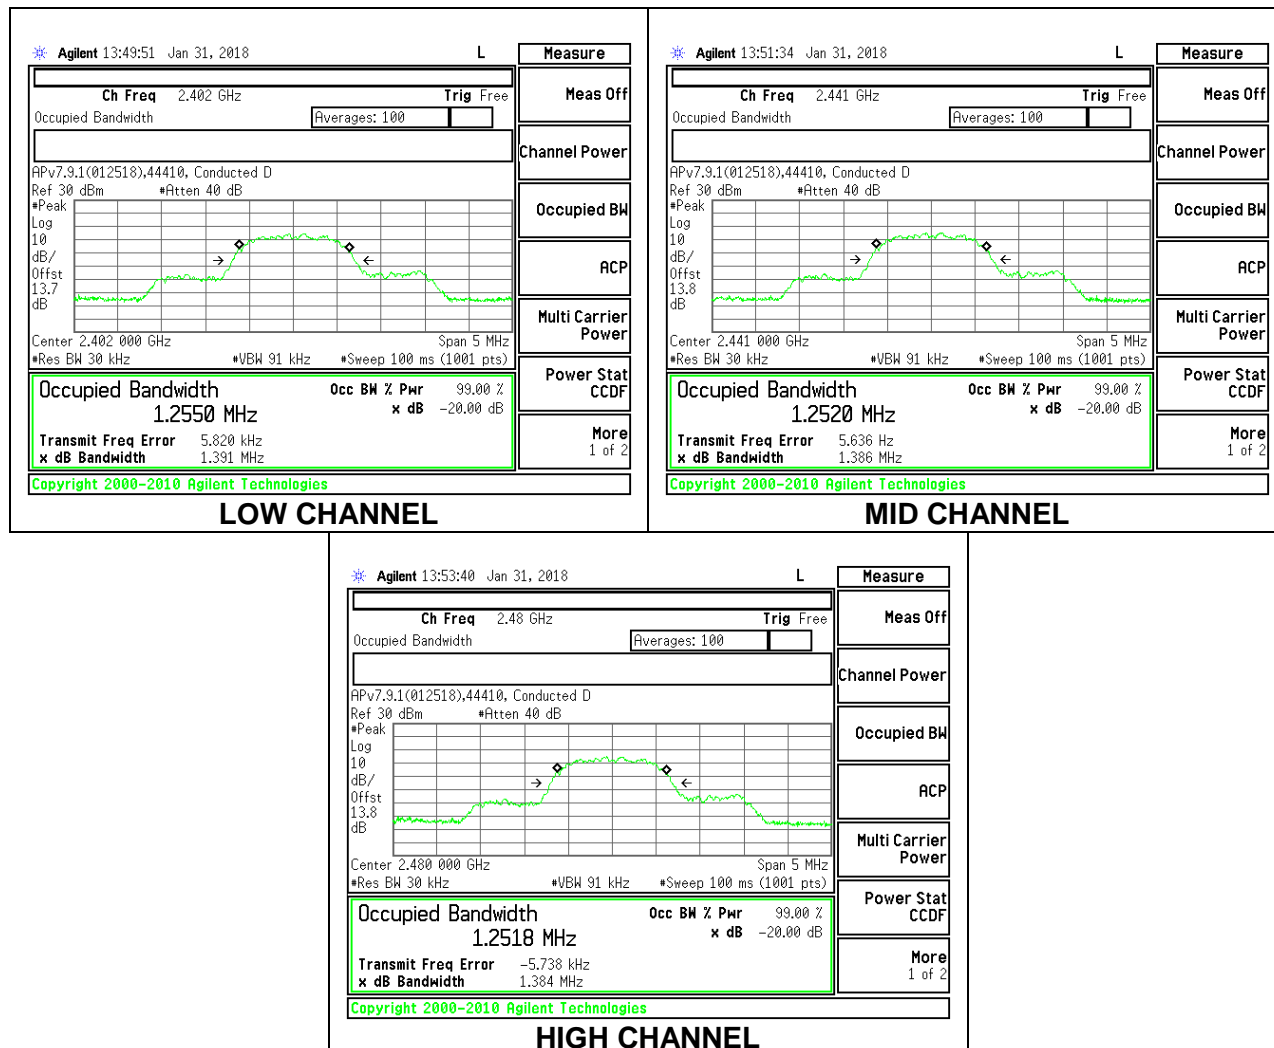 Agilent 13:49:51 Jan 31, 2018 L Measure
Ch Freq 2.402 GHz Trig Free
Occupied Bandwidth Averages: 100
APv7.9.1(012518),44410, Conducted D
Ref 30 dBm #Atten 40 dB
#Peak
Log
10
dB/
Offst
13.7
dB
Center 2.402 000 GHz Span 5 MHz
#Res BW 30 kHz #VBW 91 kHz #Sweep 100 ms (1001 pts)
Occupied Bandwidth Occ BW % Pwr 99.00 %
1.2550 MHz x dB -20.00 dB
Transmit Freq Error 5.820 kHz
x dB Bandwidth 1.391 MHz
Copyright 2000-2010 Agilent Technologies
Meas Off
Channel Power
Occupied BW
ACP
Multi Carrier
Power
Power Stat
CCDF
More
1 of 2
LOW CHANNEL
Agilent 13:51:34 Jan 31, 2018 L Measure
Ch Freq 2.441 GHz Trig Free
Occupied Bandwidth Averages: 100
APv7.9.1(012518),44410, Conducted D
Ref 30 dBm #Atten 40 dB
#Peak
Log
10
dB/
Offst
13.8
dB
Center 2.441 000 GHz Span 5 MHz
#Res BW 30 kHz #VBW 91 kHz #Sweep 100 ms (1001 pts)
Occupied Bandwidth Occ BW % Pwr 99.00 %
1.2520 MHz x dB -20.00 dB
Transmit Freq Error 5.636 Hz
x dB Bandwidth 1.386 MHz
Copyright 2000-2010 Agilent Technologies
Meas Off
Channel Power
Occupied BW
ACP
Multi Carrier
Power
Power Stat
CCDF
More
1 of 2
MID CHANNEL
Agilent 13:53:40 Jan 31, 2018 L Measure
Ch Freq 2.48 GHz Trig Free
Occupied Bandwidth Averages: 100
APv7.9.1(012518),44410, Conducted D
Ref 30 dBm #Atten 40 dB
#Peak
Log
10
dB/
Offst
13.8
dB
Center 2.480 000 GHz Span 5 MHz
#Res BW 30 kHz #VBW 91 kHz #Sweep 100 ms (1001 pts)
Occupied Bandwidth Occ BW % Pwr 99.00 %
1.2518 MHz x dB -20.00 dB
Transmit Freq Error -5.738 kHz
x dB Bandwidth 1.384 MHz
Copyright 2000-2010 Agilent Technologies
Meas Off
Channel Power
Occupied BW
ACP
Multi Carrier
Power
Power Stat
CCDF
More
1 of 2
HIGH CHANNEL